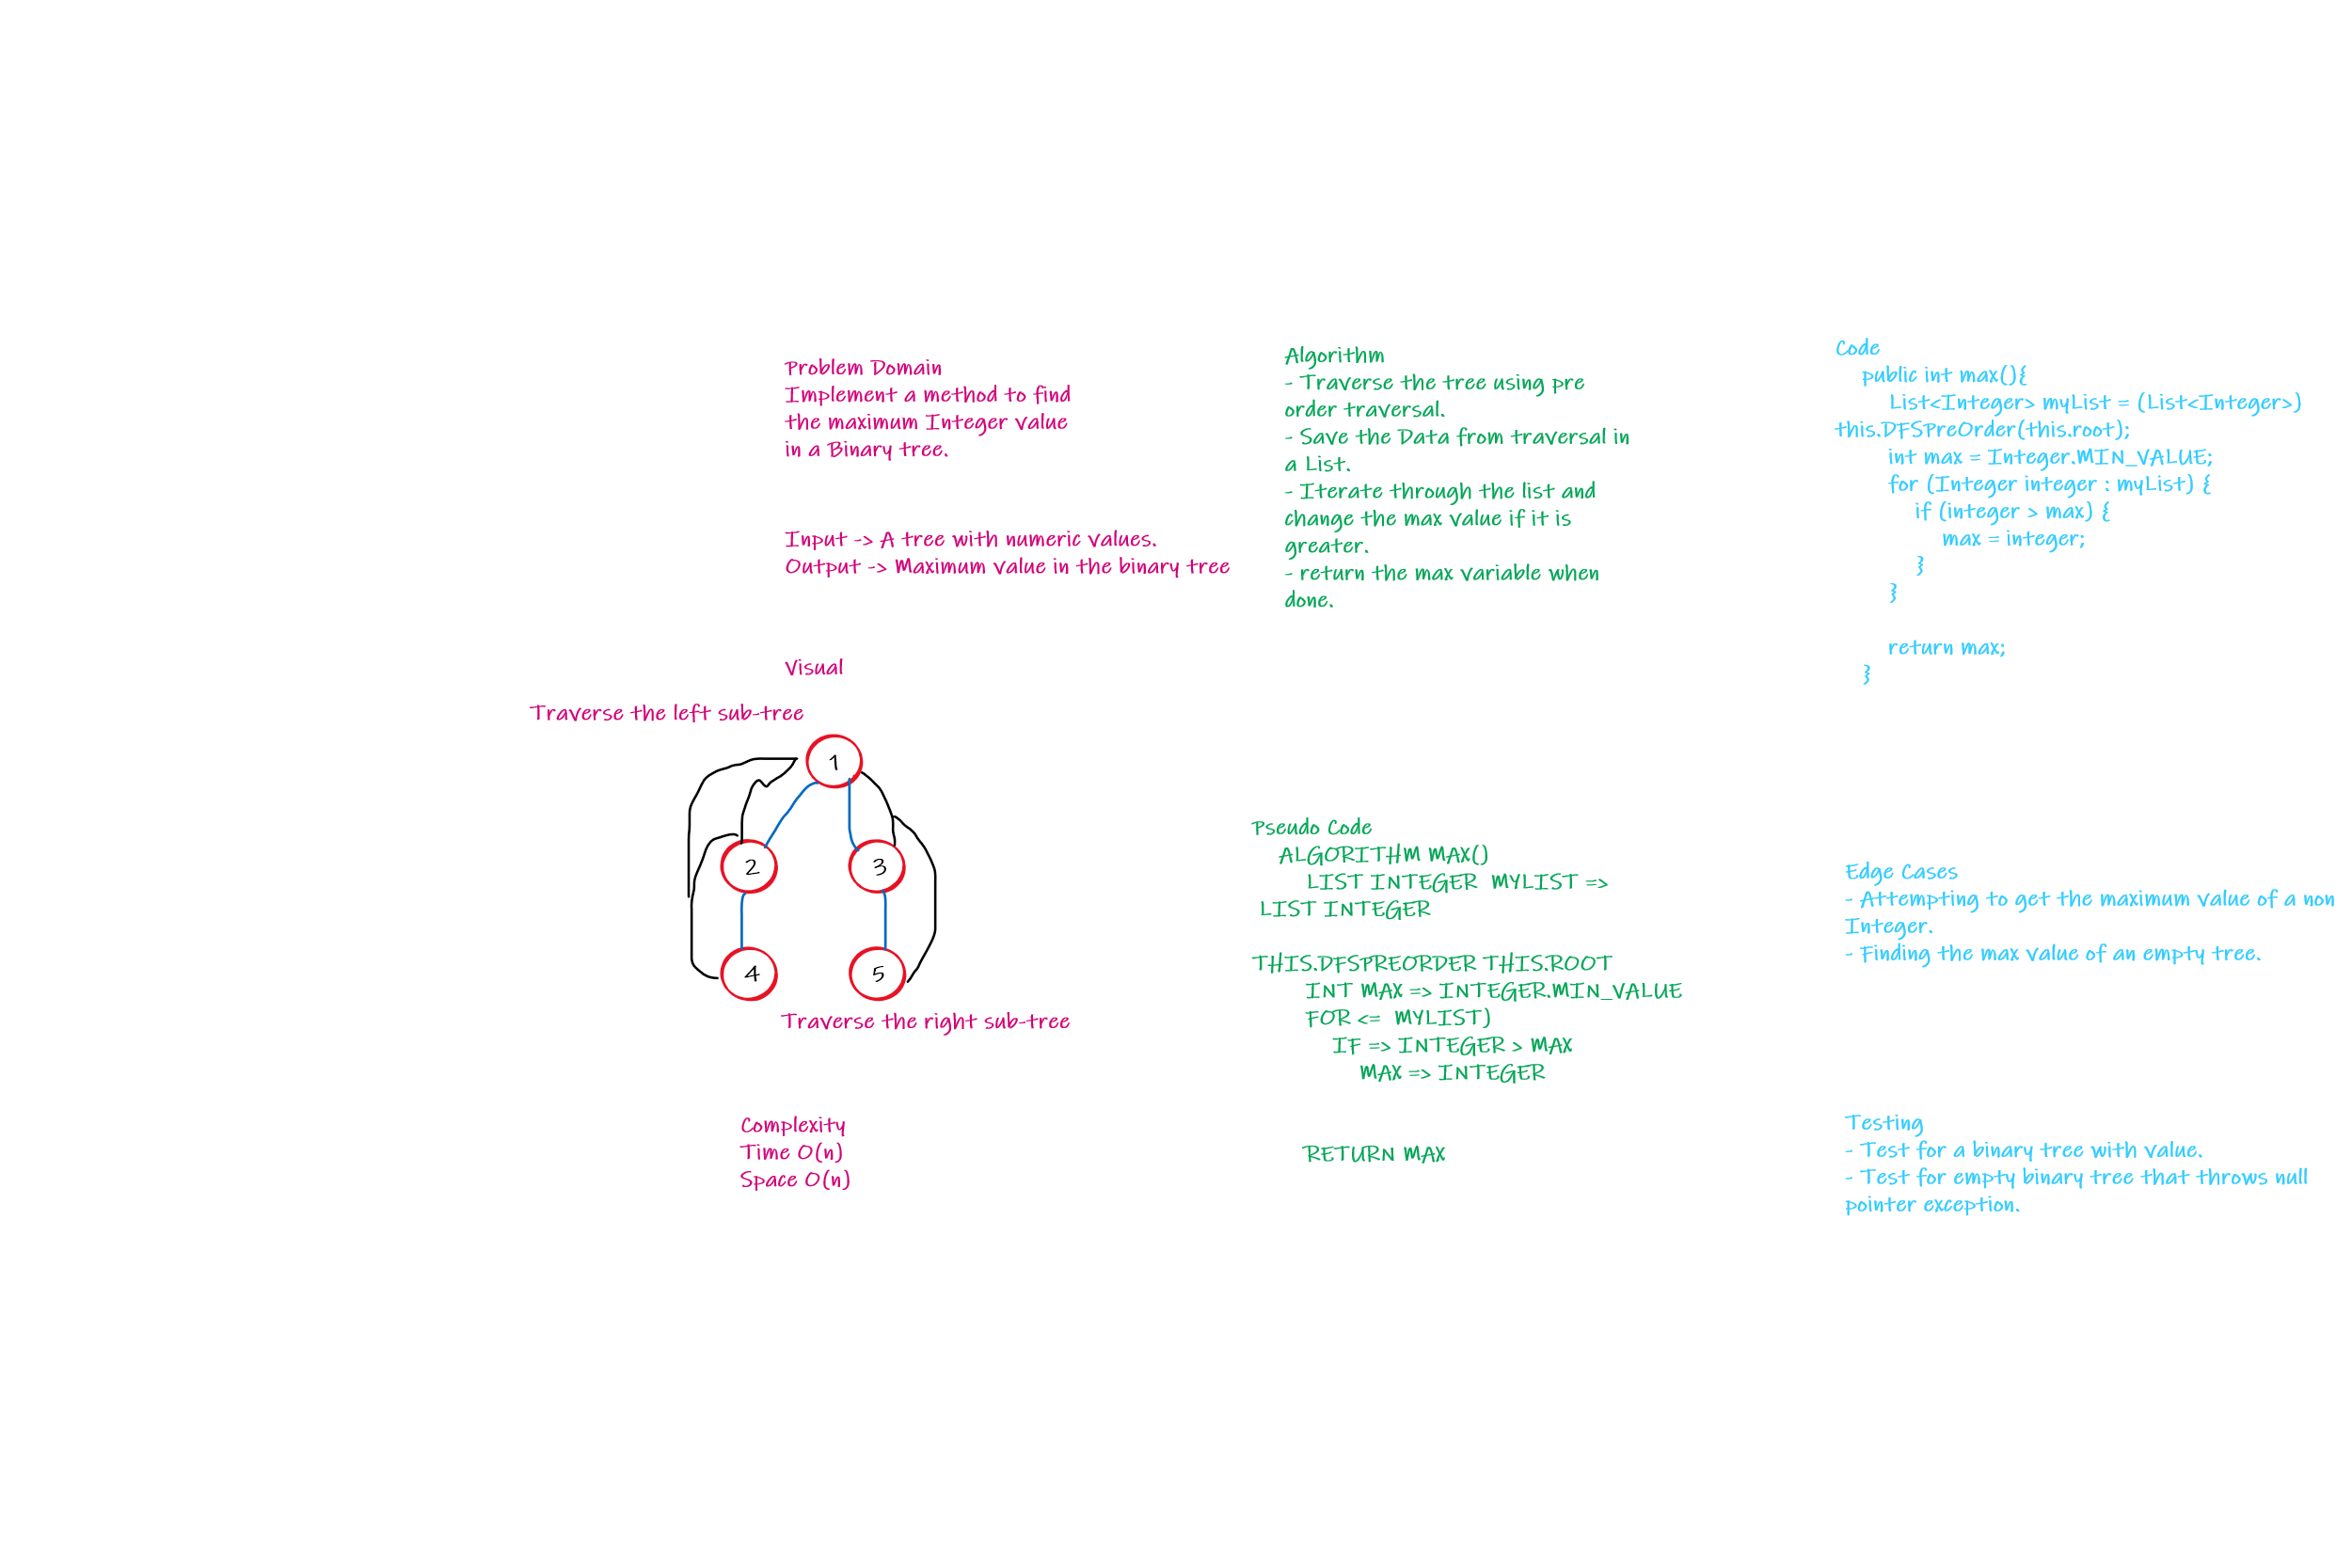 Problem Domain
Implement a method to find
the maximum Integer value
in a Binary tree.
Input -> A tree with numeric values.
Output -> Maximum value in the binary tree
Visual
Traverse the left sub-tree
1
2
3
4
5
Traverse the right sub-tree
Complexity
Time O(n)
Space O(n)
Algorithm
- Traverse the tree using pre
order traversal.
- Save the Data from traversal in
a List.
- Iterate through the list and
change the max value if it is
greater.
- return the max variable when
done.
Pseudo Code
ALGORITHM MAX()
LIST INTEGER MYLIST =>
LIST INTEGER
THIS.DFSPREORDER THIS.ROOT
INT MAX => INTEGER.MIN_VALUE
FOR <= MYLIST)
IF => INTEGER > MAX
MAX => INTEGER
RETURN MAX
Code
public int max(){
List<Integer> myList = (List<Integer>)
this.DFSPreOrder(this.root);
int max = Integer.MIN_VALUE;
for (Integer integer : myList) {
if (integer > max) {
max = integer;
}
}
return max;
}
Edge Cases
- Attempting to get the maximum value of a non
Integer.
- Finding the max value of an empty tree.
Testing
- Test for a binary tree with value.
- Test for empty binary tree that throws null
pointer exception.